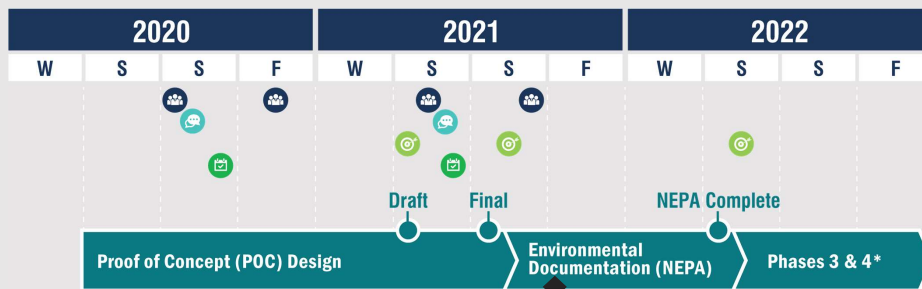 2020 2021 2022
W S S F W S S F W S S F
Draft Final NEPA Complete
Proof of Concept (POC) Design
Environmental
Documentation (NEPA)
Phases 3 & 4*